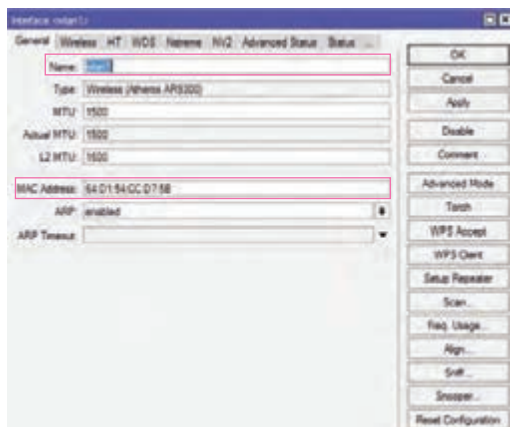 Interface <wlan1>
General Wireless HT WDS Nstreme NV2 Advanced Status Status ...
Name: wlan1
Type: Wireless (Atheros AR9300)
MTU: 1500
Actual MTU: 1500
L2 MTU: 1600
MAC Address: 64:D1:54:CC:D7:5B
ARP: enabled
ARP Timeout:
OK
Cancel
Apply
Disable
Comment
Advanced Mode
Torch
WPS Accept
WPS Client
Setup Repeater
Scan...
Freq. Usage...
Align...
Sniff...
Snooper...
Reset Configuration